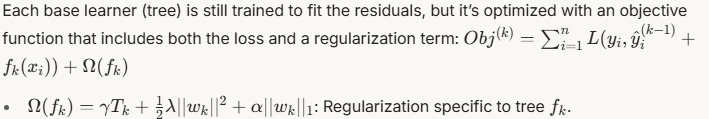 Each base learner (tree) is still trained to fit the residuals, but it’s optimized with an objective
function that includes both the loss and a regularization term: $Obj^{(k)} = \sum_{i=1}^{n} L(y_i, \hat{y}_i^{(k-1)} +$
$f_k(x_i)) + \Omega(f_k)$
• $\Omega(f_k) = \gamma T_k + \frac{1}{2}\lambda||w_k||^2 + \alpha||w_k||_1$: Regularization specific to tree $f_k$.